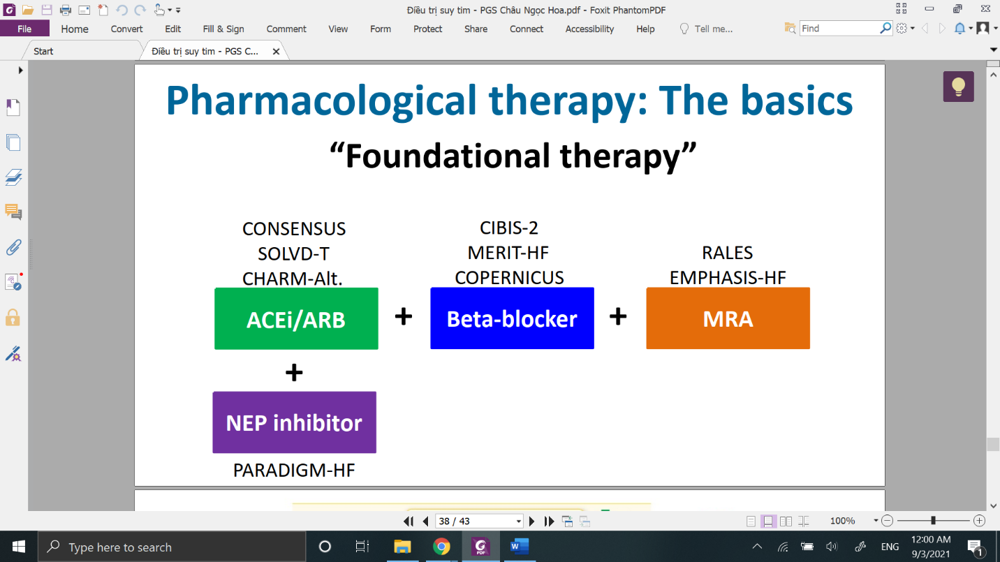 Điều trị suy tim - PGS Châu Ngọc Hoa.pdf - Foxit PhantomPDF
File Home Convert Edit Fill & Sign Comment View Form Protect Share Connect Accessibility Help Tell me... Find
Start Điều trị suy tim - PGS C...
Pharmacological therapy: The basics
“Foundational therapy”
CONSENSUS
SOLVD-T
CHARM-Alt.
ACEi/ARB
+
NEP inhibitor
PARADIGM-HF
+
CIBIS-2
MERIT-HF
COPERNICUS
Beta-blocker
+
RALES
EMPHASIS-HF
MRA
38 / 43 100%
Type here to search
PDF
W
ENG
12:00 AM
9/3/2021
1